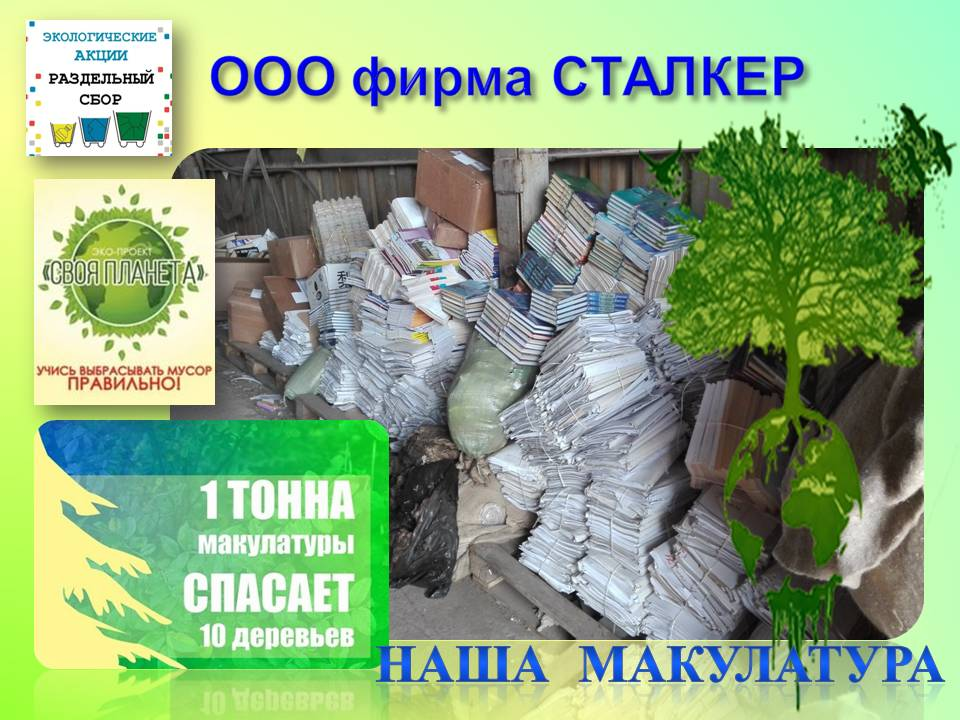 ЭКОЛОГИЧЕСКИЕ
АКЦИИ
РАЗДЕЛЬНЫЙ
СБОР
ООО фирма СТАЛКЕР
ЭКО-ПРОЕКТ
«СВОЯ ПЛАНЕТА»
УЧИСЬ ВЫБРАСЫВАТЬ МУСОР
ПРАВИЛЬНО!
1 ТОННА
макулатуры
СПАСАЕТ
10 деревьев
НАША МАКУЛАТУРА